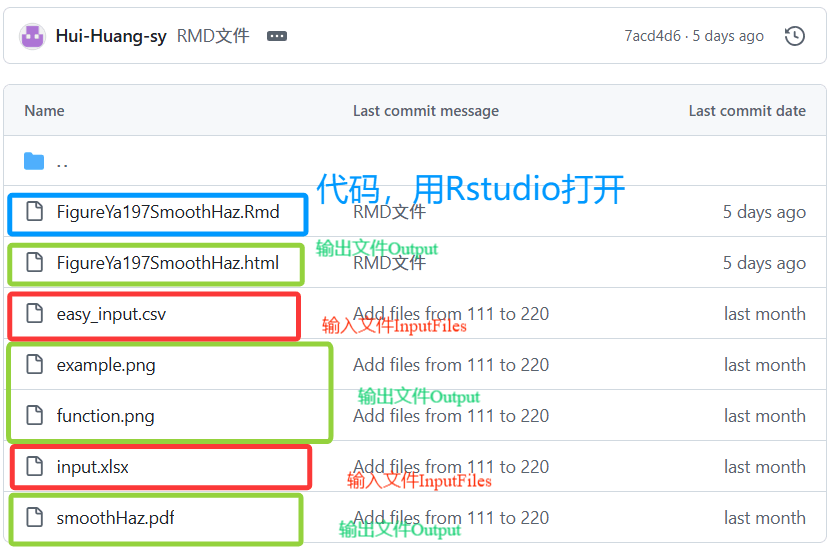 Hui-Huang-sy RMD文件 7acd4d6 · 5 days ago
Name Last commit message Last commit date
..
代码，用Rstudio打开
FigureYa197SmoothHaz.Rmd RMD文件 5 days ago
输出文件Output
FigureYa197SmoothHaz.html RMD文件 5 days ago
easy_input.csv Add files from 111 to 220 last month
输入文件InputFiles
example.png Add files from 111 to 220 last month
输出文件Output
function.png Add files from 111 to 220 last month
input.xlsx Add files from 111 to 220 last month
输入文件InputFiles
smoothHaz.pdf Add files from 111 to 220 last month
输出文件Output